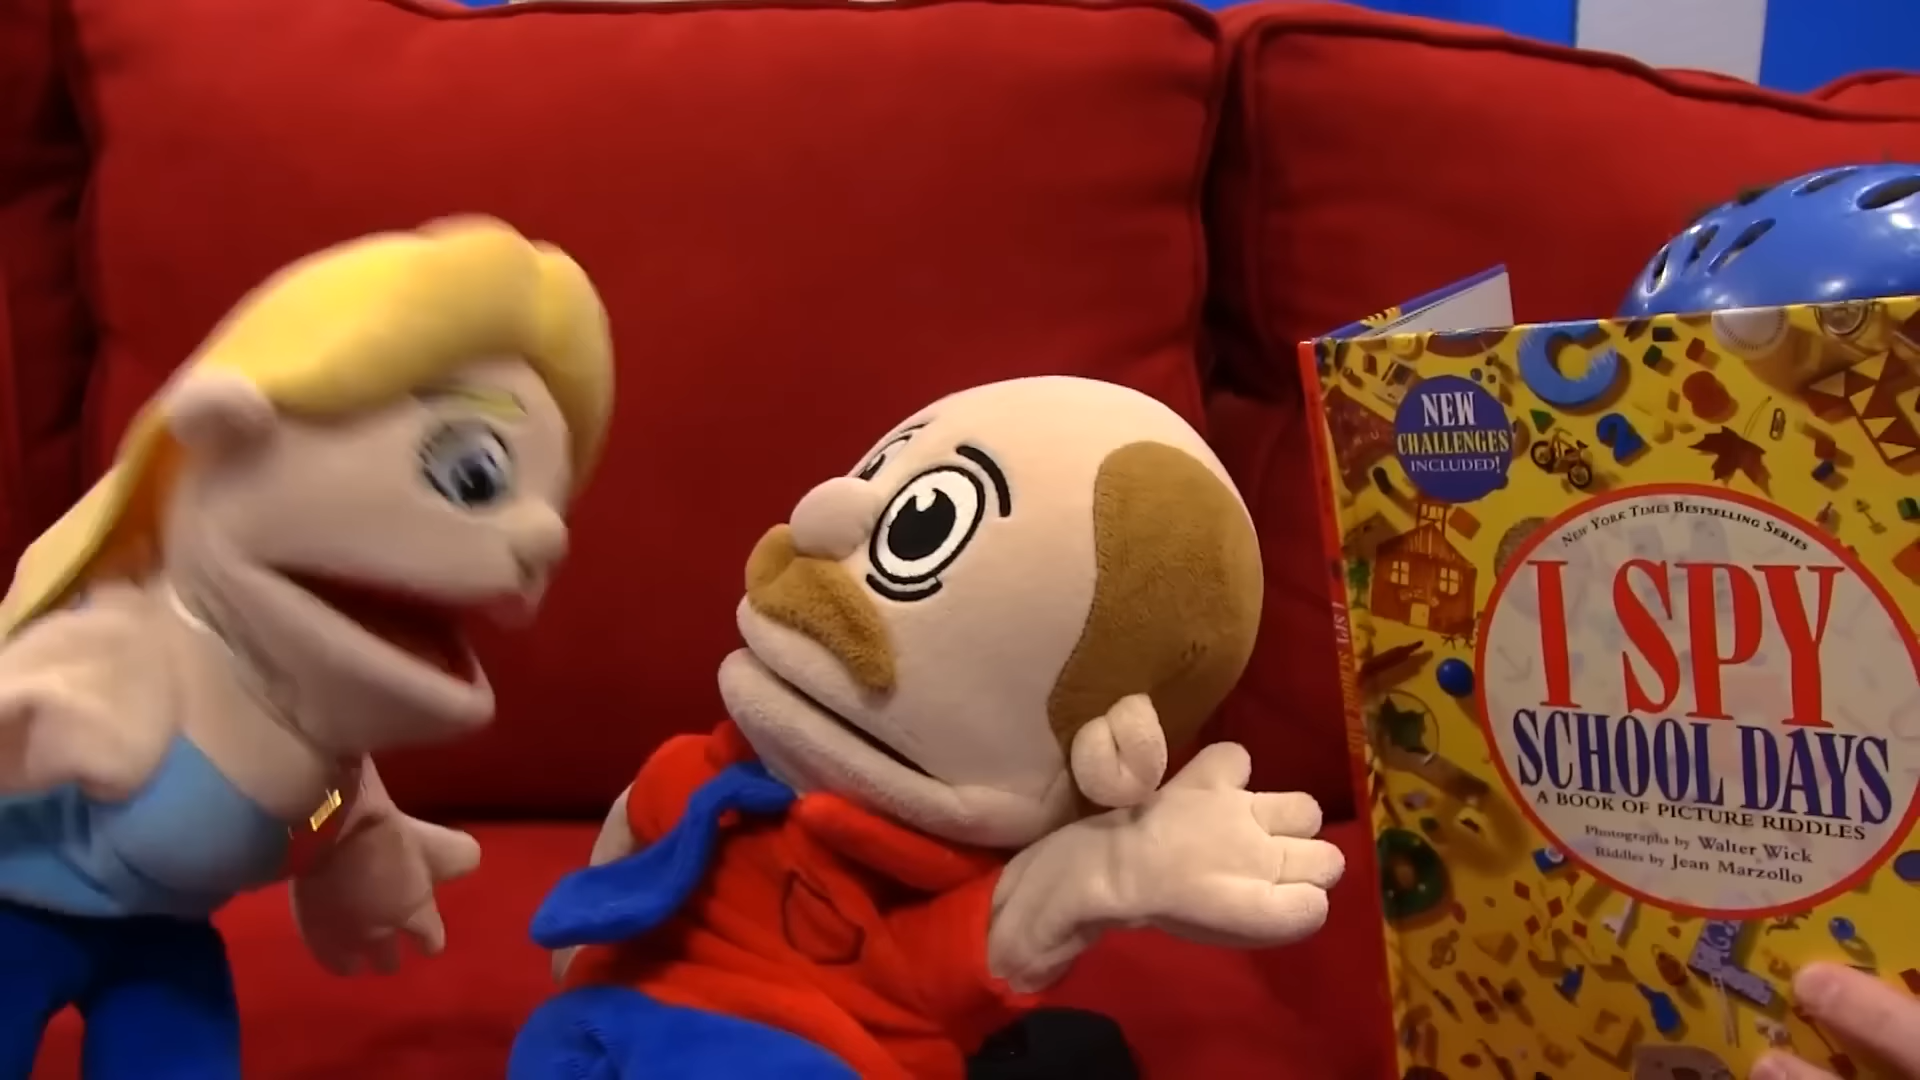 NEW
CHALLENGES
INCLUDED!
NEW YORK TIMES BESTSELLING SERIES
I SPY
SCHOOL DAYS
A BOOK OF PICTURE RIDDLES
Photographs by Walter Wick
Riddles by Jean Marzollo
2